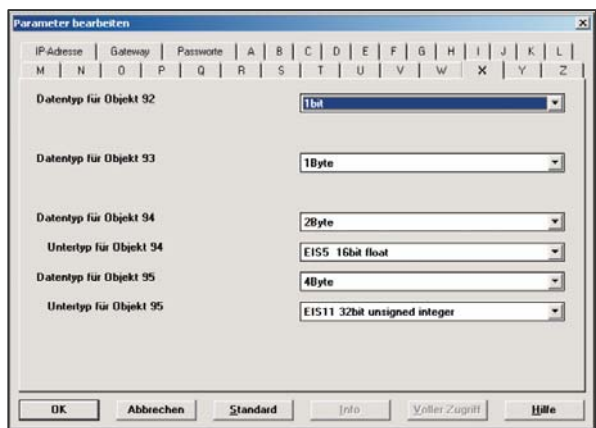 Parameter bearbeiten
IP-Adresse Gateway Passworte A B C D E F G H I J K L
M N O P Q R S T U V W X Y Z
Datentyp für Objekt 92 1bit
Datentyp für Objekt 93 1Byte
Datentyp für Objekt 94 2Byte
Untertyp für Objekt 94 EIS5 16bit float
Datentyp für Objekt 95 4Byte
Untertyp für Objekt 95 EIS11 32bit unsigned integer
OK Abbrechen Standard Info Voller Zugriff Hilfe